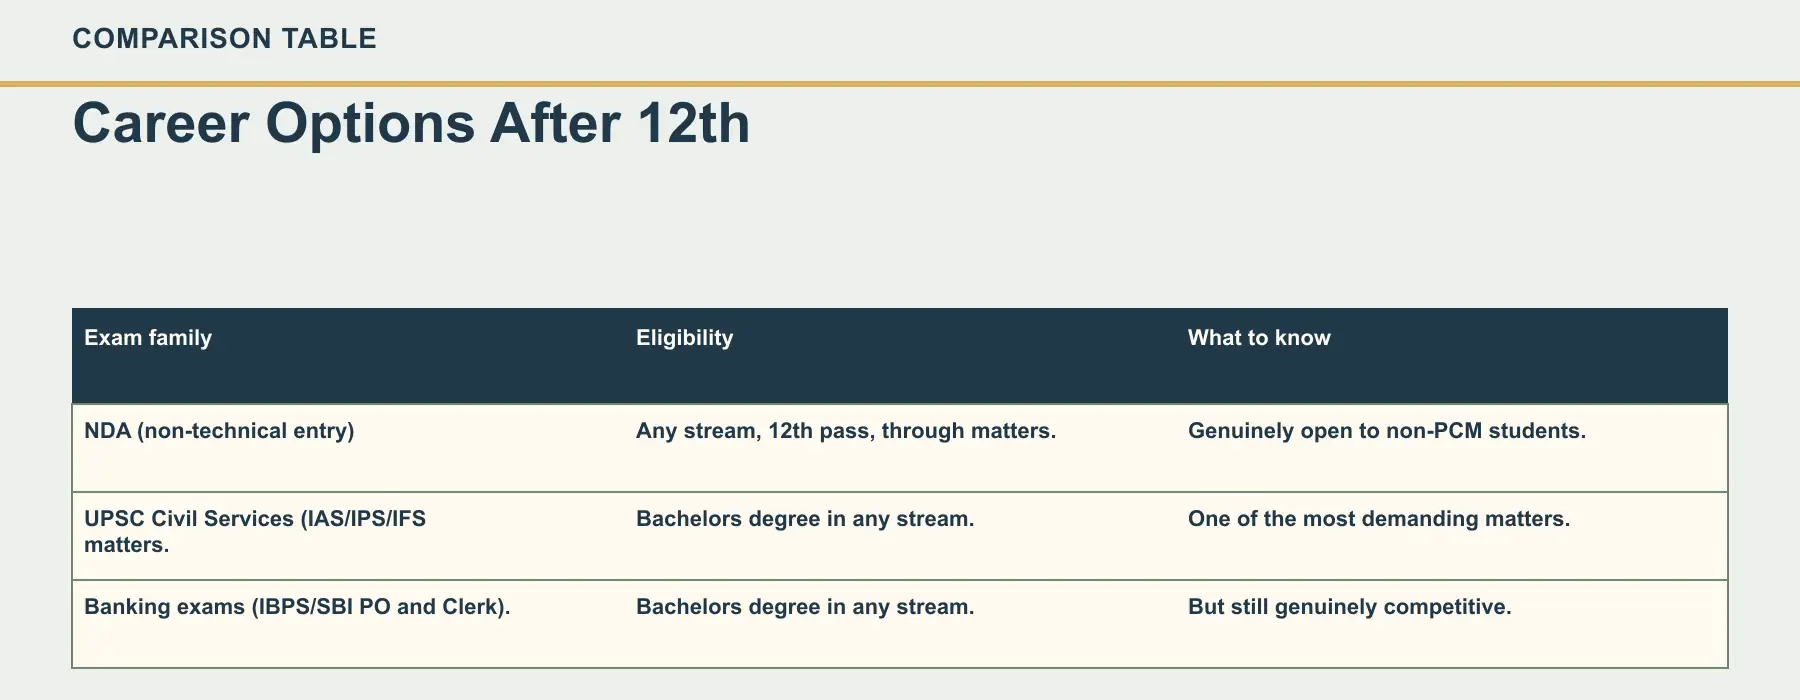 COMPARISON TABLE
Career Options After 12th
Exam family Eligibility What to know
NDA (non-technical entry) Any stream, 12th pass, through matters. Genuinely open to non-PCM students.
UPSC Civil Services (IAS/IPS/IFS Bachelors degree in any stream. One of the most demanding matters.
matters.
Banking exams (IBPS/SBI PO and Clerk). Bachelors degree in any stream. But still genuinely competitive.